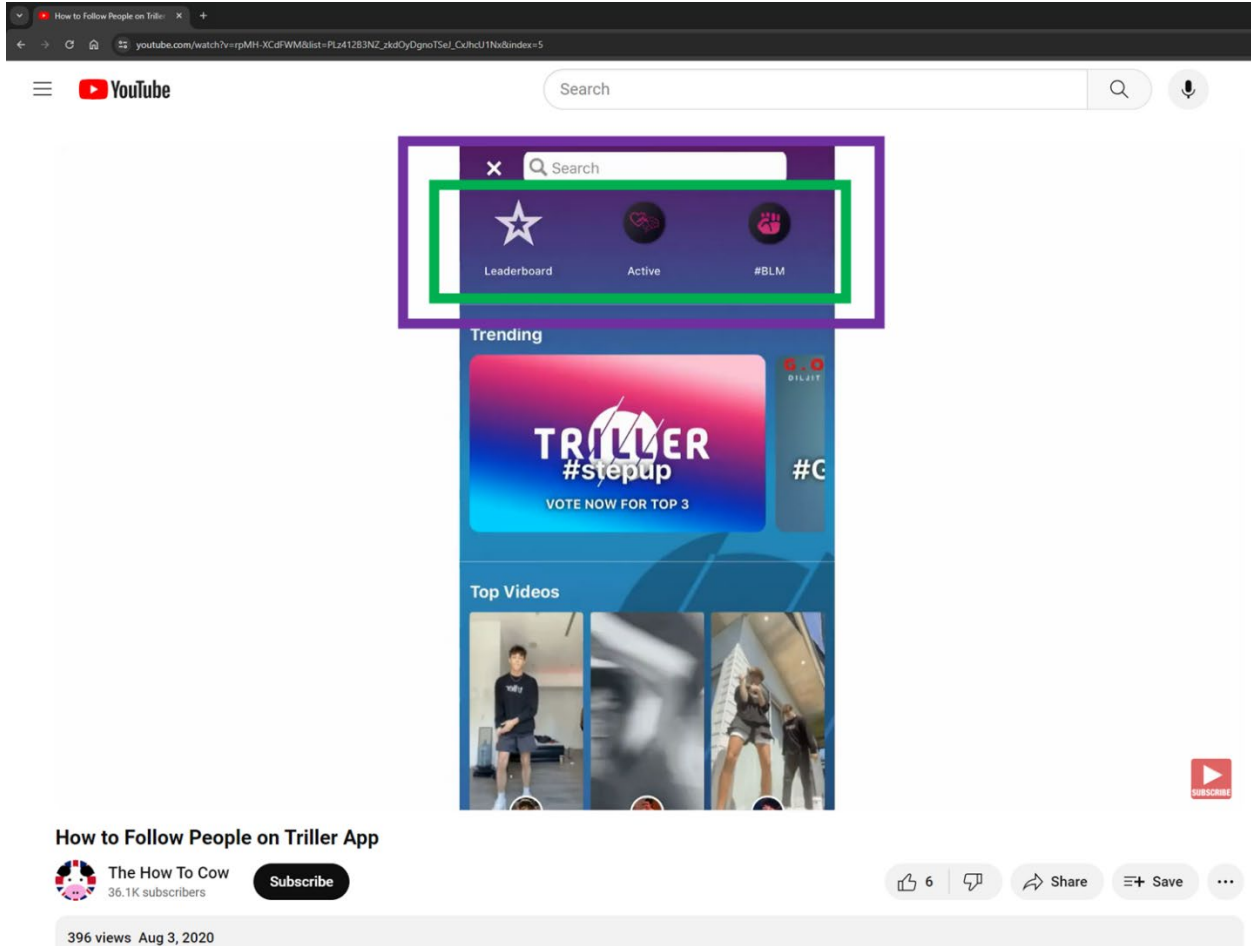 How to Follow People on Triller
youtube.com/watch?v=rpMH-XCdFWM&list=PLz412B3NZ_zkdOyDgnoTSeJ_CxJhcU1Nx&index=5
YouTube
Search
Search
Leaderboard Active #BLM
Trending
TRILLER
#stepup
VOTE NOW FOR TOP 3
G.O
DILJIT
#G
Top Videos
SUBSCRIBE
How to Follow People on Triller App
The How To Cow
36.1K subscribers
Subscribe
6 Share Save
396 views Aug 3, 2020